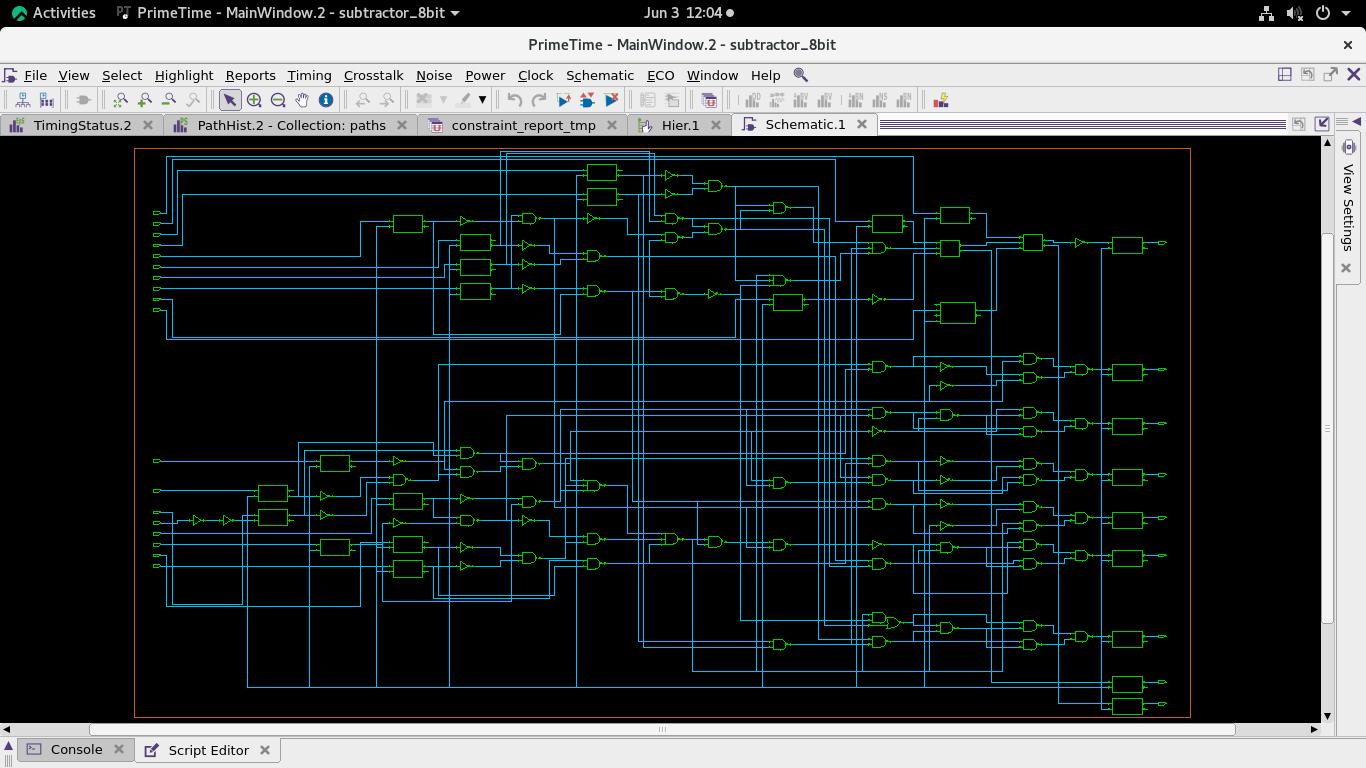 Activities PrimeTime - MainWindow.2 - subtractor_8bit Jun 3 12:04
PrimeTime - MainWindow.2 - subtractor_8bit
File View Select Highlight Reports Timing Crosstalk Noise Power Clock Schematic ECO Window Help
TimingStatus.2 PathHist.2 - Collection: paths constraint_report_tmp Hier.1 Schematic.1
View Settings
Console Script Editor